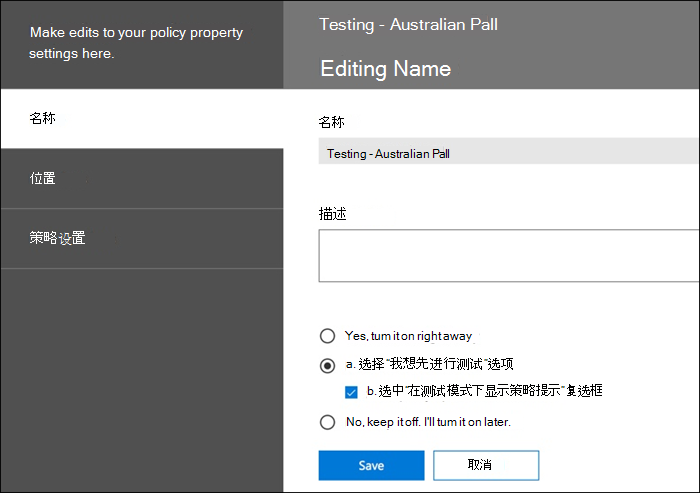 Make edits to your policy property
settings here.
Testing - Australian Pall
Editing Name
名称
位置
策略设置
名称
Testing - Australian Pall
描述
Yes, tum it on right away
a. 选择"我想先进行测试"选项
b. 选中"在测试模式下显示策略提示"复选框
No, keep it off. I'll tum it on later.
Save
取消